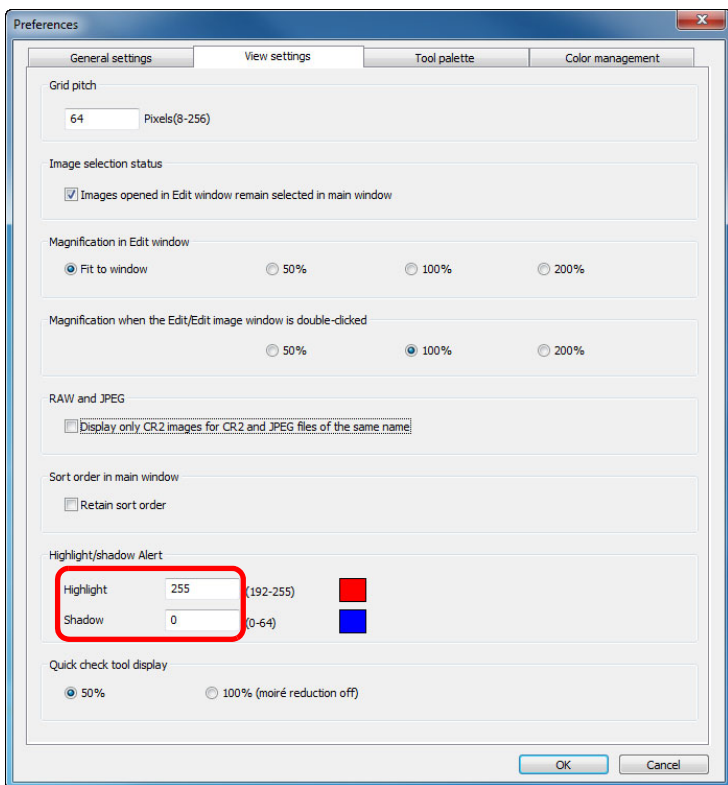 Preferences
General settings View settings Tool palette Color management
Grid pitch
64 Pixels(8-256)
Image selection status
Images opened in Edit window remain selected in main window
Magnification in Edit window
Fit to window 50% 100% 200%
Magnification when the Edit/Edit image window is double-clicked
50% 100% 200%
RAW and JPEG
Display only CR2 images for CR2 and JPEG files of the same name
Sort order in main window
Retain sort order
Highlight/shadow Alert
Highlight 255 (192-255)
Shadow 0 (0-64)
Quick check tool display
50% 100% (moiré reduction off)
OK Cancel